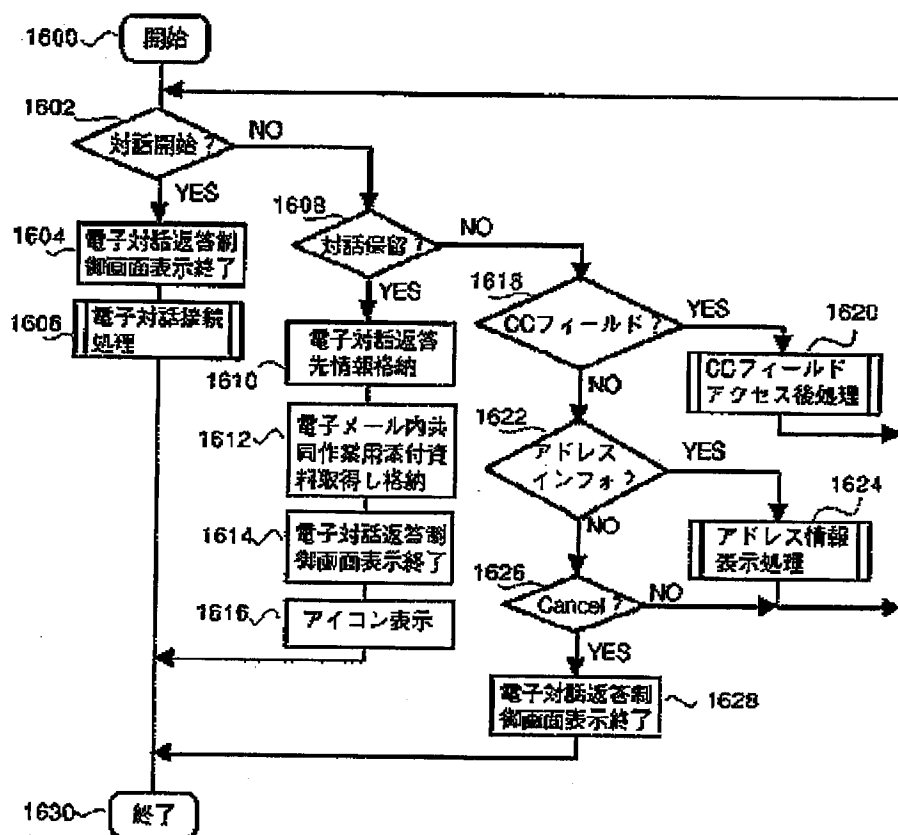 1600
開始
1602
対話開始?
NO
YES
1604
電子対話返答制
御画面表示終了
1606
電子対話接続
処理
1608
対話保留?
NO
YES
1610
電子対話返答
先情報格納
1612
電子メール内共
同作業用添付資
料取得し格納
1614
電子対話返答制
御画面表示終了
1616
アイコン表示
1618
CCフィールド?
YES
NO
1620
CCフィールド
アクセス後処理
1622
アドレス
インフォ?
YES
NO
1624
アドレス情報
表示処理
1626
Cancel?
NO
YES
電子対話返答制
御画面表示終了
1628
1630
終了